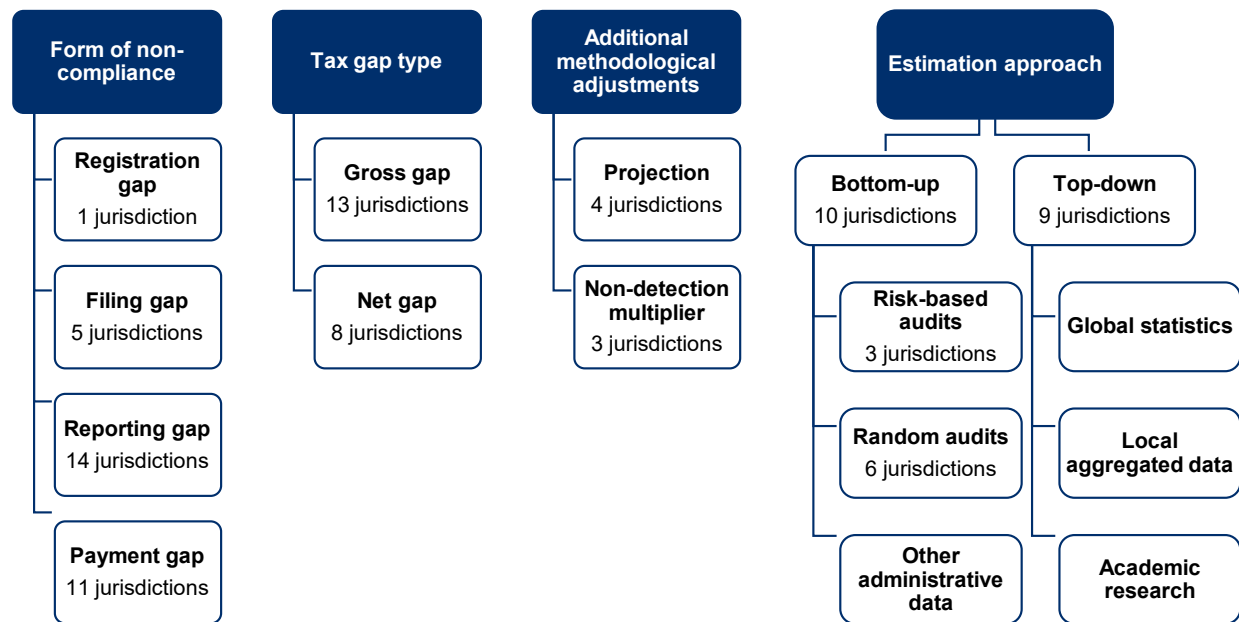 Form of non-
compliance
Registration
gap
1 jurisdiction
Filing gap
5 jurisdictions
Reporting gap
14 jurisdictions
Payment gap
11 jurisdictions
Tax gap type
Gross gap
13 jurisdictions
Net gap
8 jurisdictions
Additional
methodological
adjustments
Projection
4 jurisdictions
Non-detection
multiplier
3 jurisdictions
Estimation approach
Bottom-up
10 jurisdictions
Risk-based
audits
3 jurisdictions
Random audits
6 jurisdictions
Other
administrative
data
Top-down
9 jurisdictions
Global statistics
Local
aggregated data
Academic
research